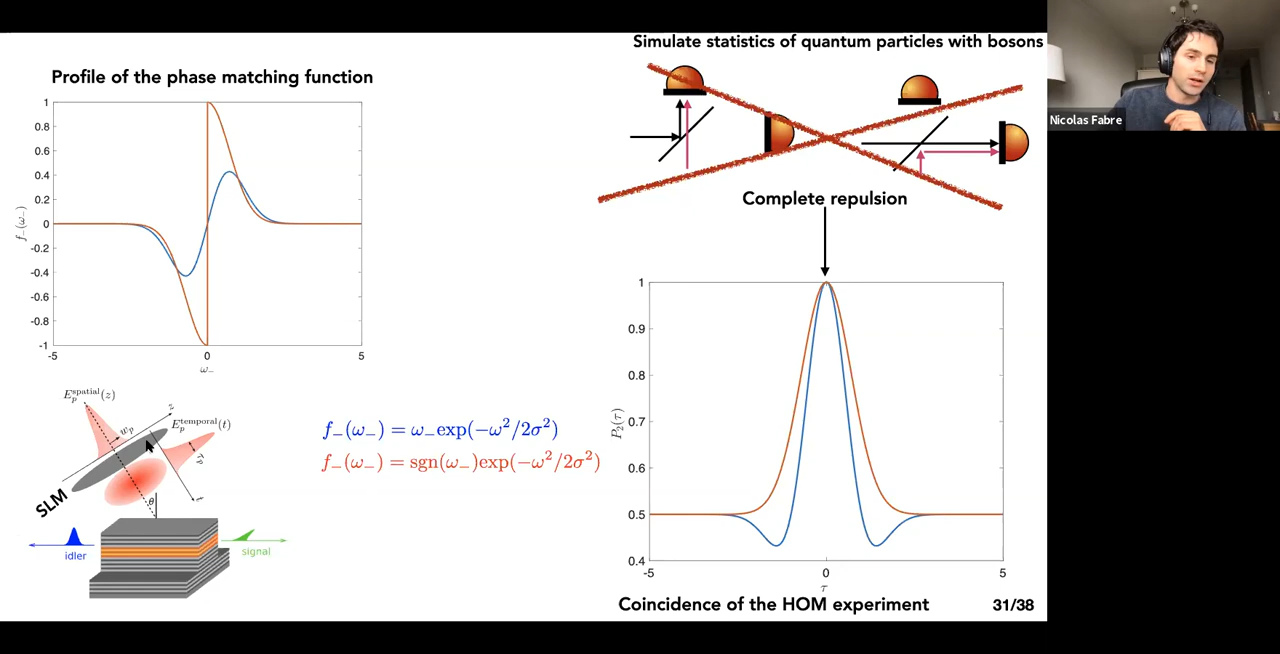 Simulate statistics of quantum particles with bosons
Nicolas Fabre
Profile of the phase matching function
1
0.8
0.6
0.4
0.2
0
-0.2
-0.4
-0.6
-0.8
-1
-5 0 5
f₋(ω₋)
ω₋
Complete repulsion
1
0.9
0.8
0.7
0.6
0.5
0.4
-5 0 5
P₂(τ)
τ
E_p^spatial(z)
z
w_p
E_p^temporal(t)
τ_p
t
θ
SLM
idler
signal
f₋(ω₋) = ω₋exp(−ω²/2σ²)
f₋(ω₋) = sgn(ω₋)exp(−ω²/2σ²)
Coincidence of the HOM experiment
31/38